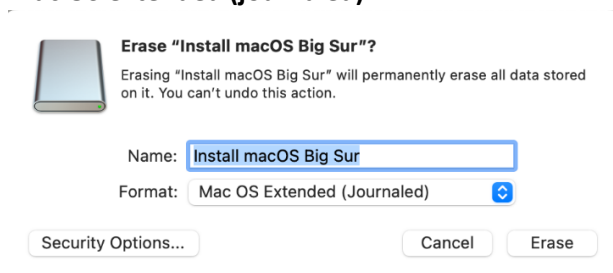 Erase “Install macOS Big Sur”?
Erasing “Install macOS Big Sur” will permanently erase all data stored
on it. You can’t undo this action.
Name: Install macOS Big Sur
Format: Mac OS Extended (Journaled)
Security Options... Cancel Erase